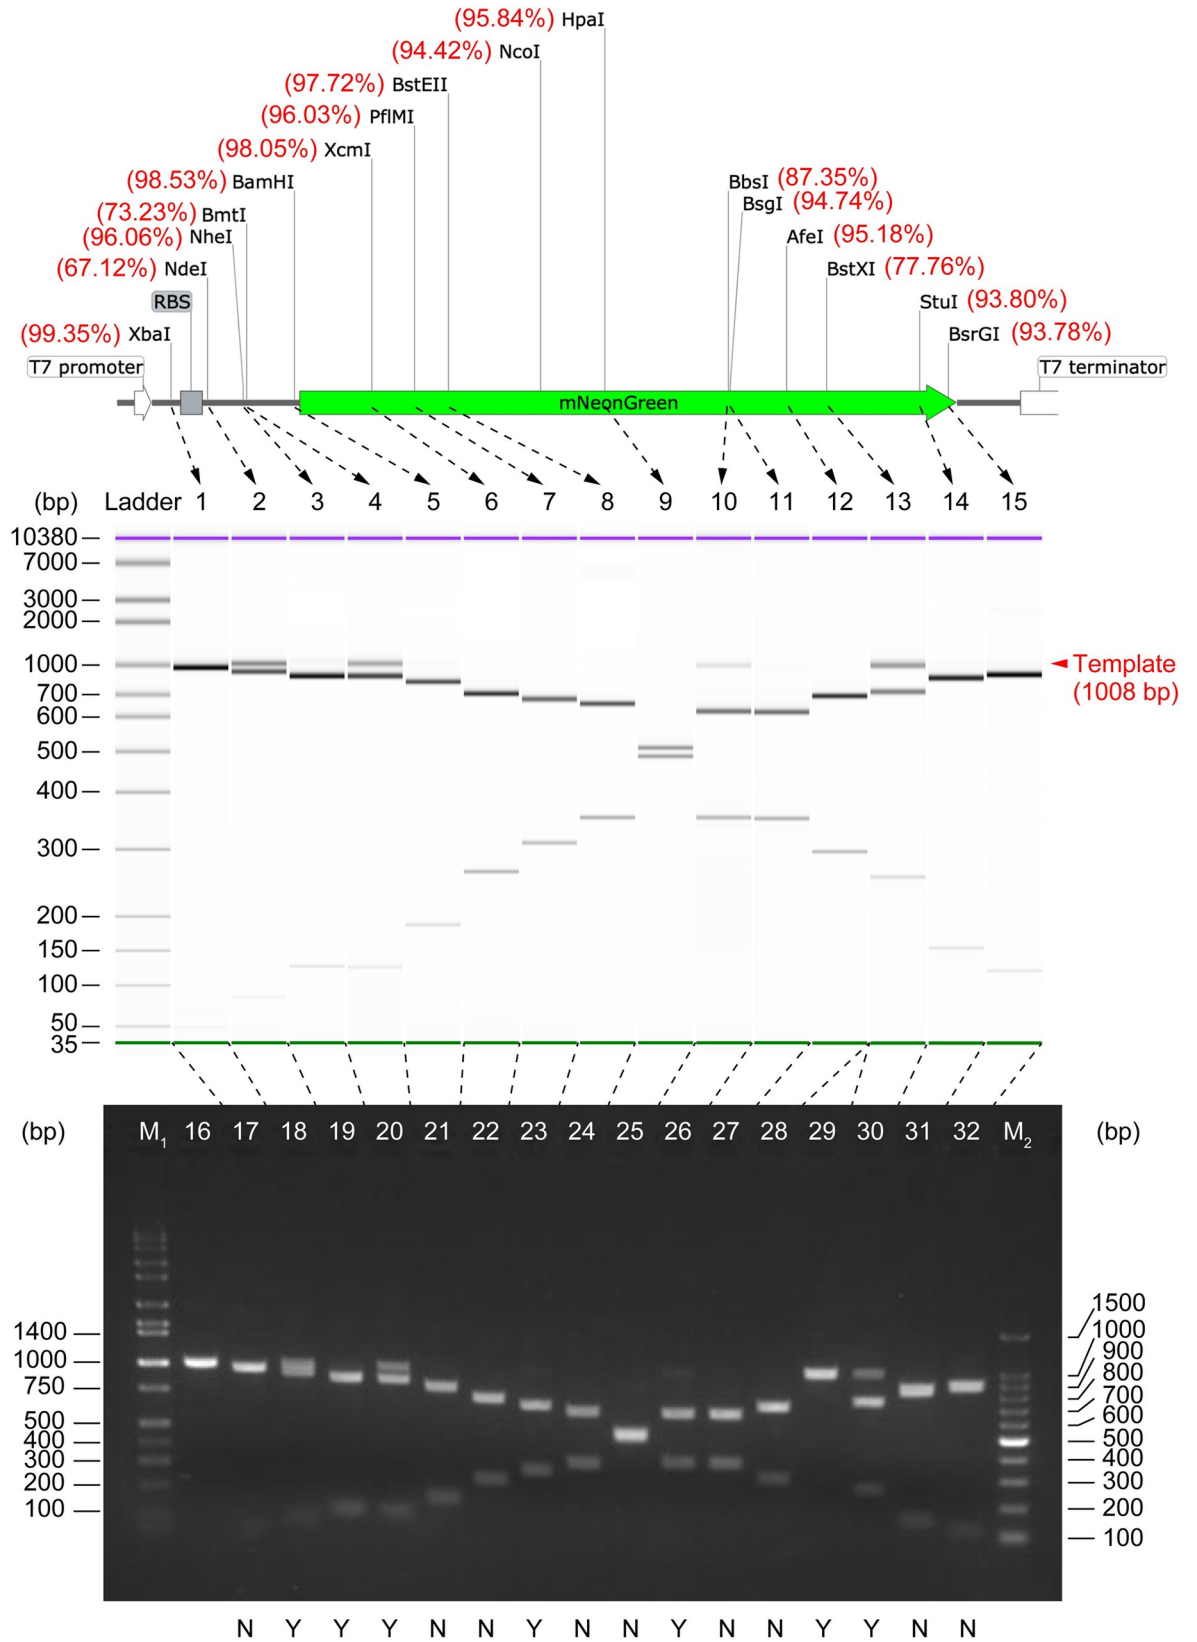 (95.84%) HpaI
(94.42%) NcoI
(97.72%) BstEII
(96.03%) PflMI
(98.05%) XcmI
(98.53%) BamHI BbsI (87.35%)
(73.23%) BmtI BsgI (94.74%)
(96.06%) NheI AfeI (95.18%)
(67.12%) NdeI BstXI (77.76%)
RBS StuI (93.80%)
(99.35%) XbaI BsrGI (93.78%)
T7 promoter T7 terminator
mNeonGreen
(bp) Ladder 1 2 3 4 5 6 7 8 9 10 11 12 13 14 15
10380
7000
3000
2000
1000 Template
700 (1008 bp)
600
500
400
300
200
150
100
50
35
(bp) M1 16 17 18 19 20 21 22 23 24 25 26 27 28 29 30 31 32 M2 (bp)
1400
1000
750
500
400
300
200
100
1500
1000
900
800
700
600
500
400
300
200
100
N Y Y Y N N Y N N Y N N Y Y N N